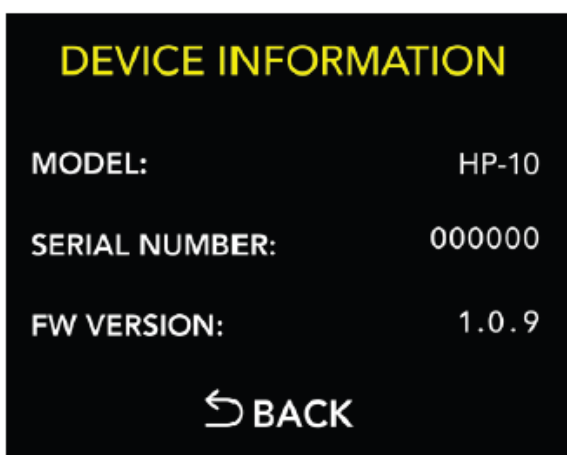 DEVICE INFORMATION
MODEL: HP-10
SERIAL NUMBER: 000000
FW VERSION: 1.0.9
BACK